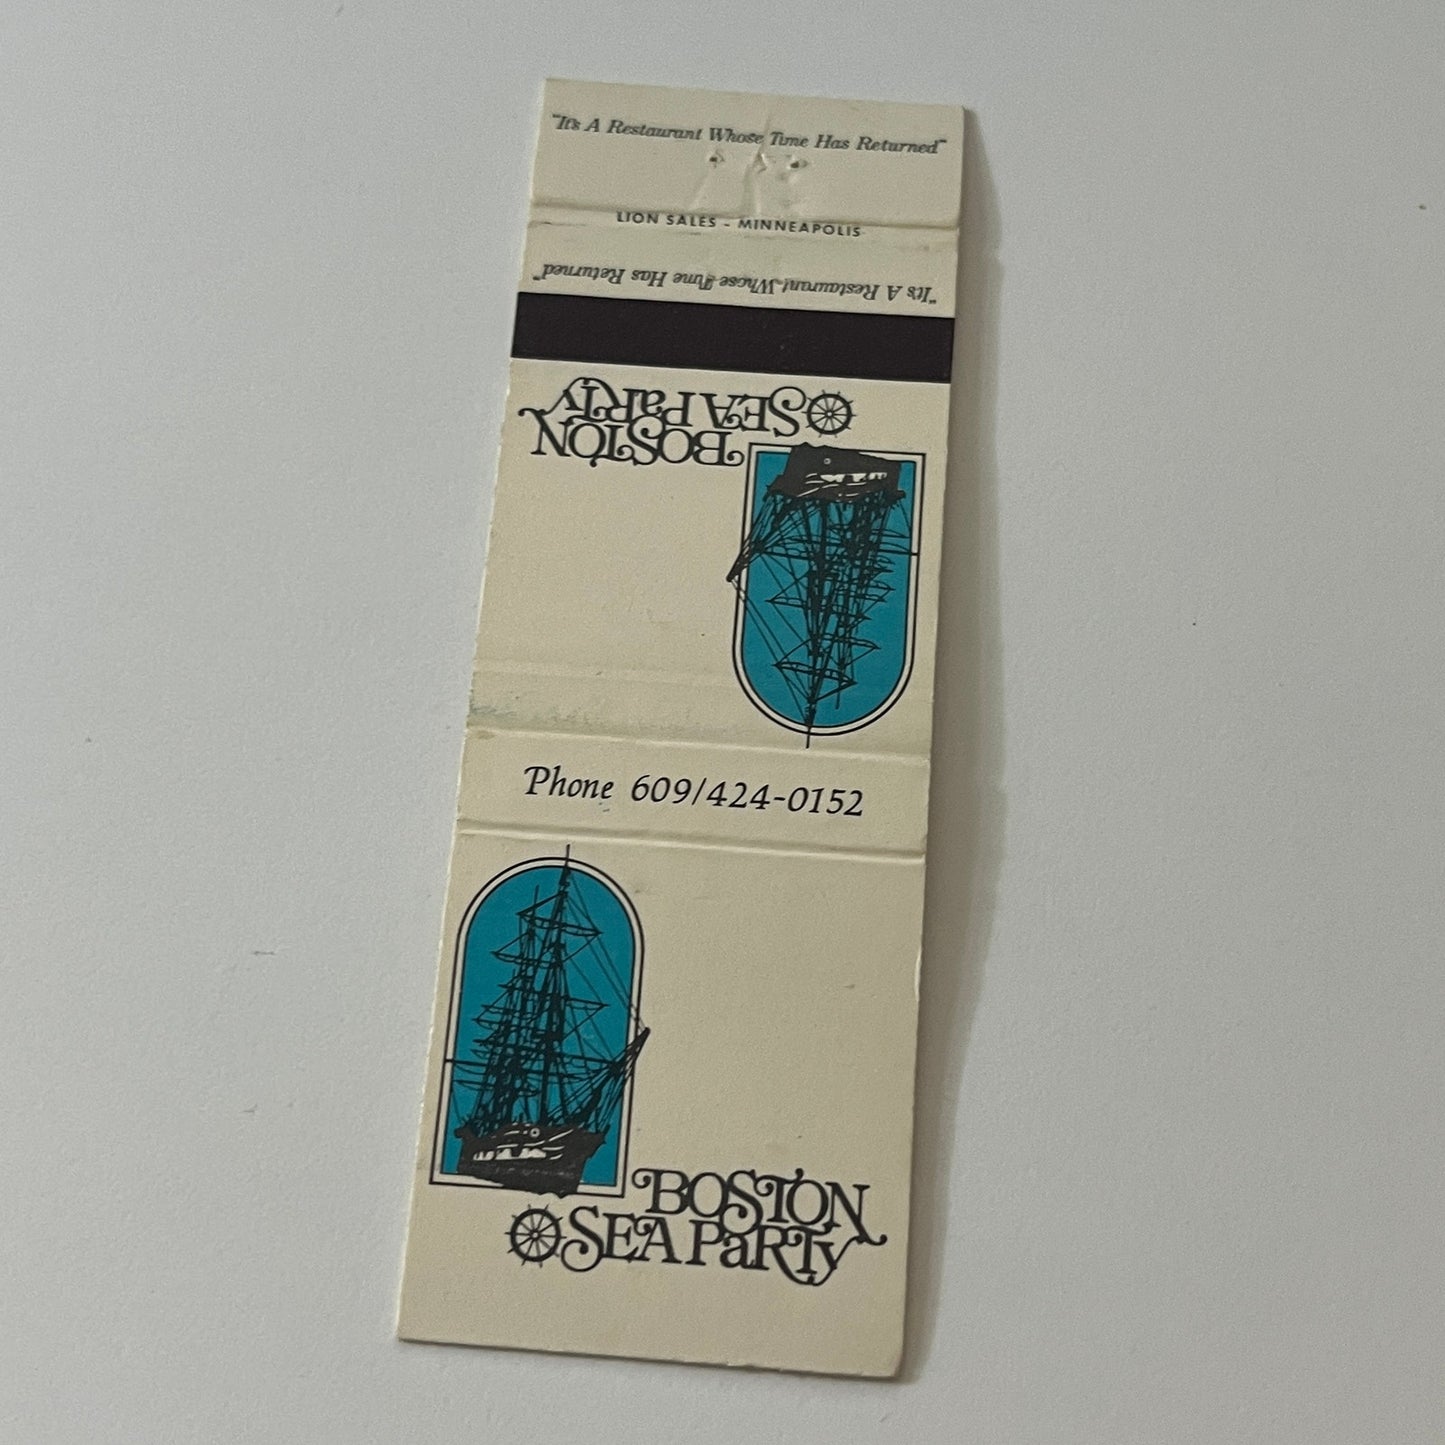 "It's A Restaurant Whose Time Has Returned"
LION SALES - MINNEAPOLIS
"It's A Restaurant Whose Time Has Returned"
BOSTON
SEA PaRTy
Phone 609/424-0152
BOSTON
SEA PaRTy